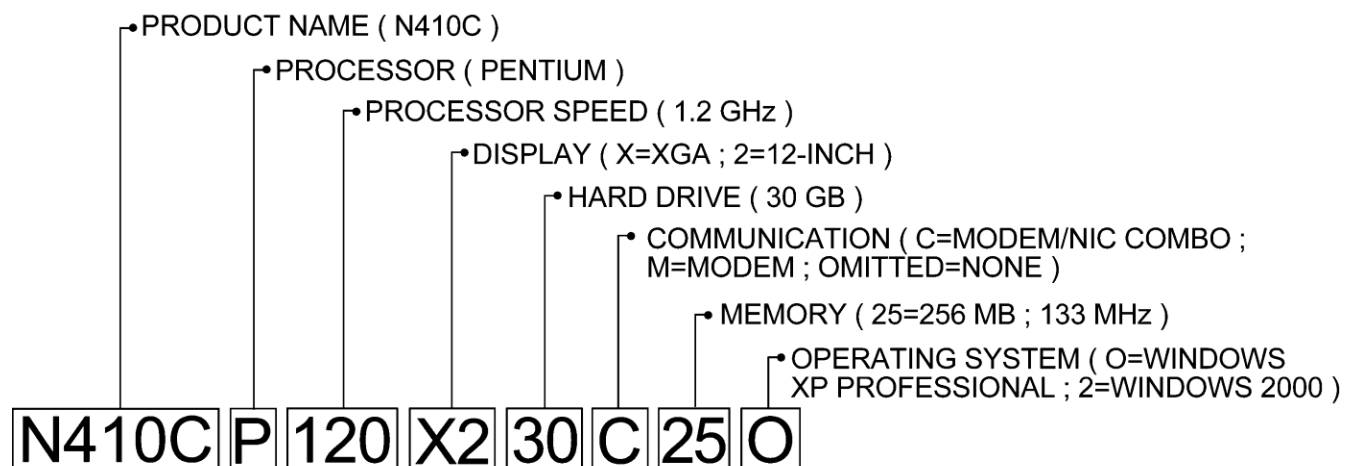 PRODUCT NAME ( N410C )
PROCESSOR ( PENTIUM )
PROCESSOR SPEED ( 1.2 GHz )
DISPLAY ( X=XGA ; 2=12-INCH )
HARD DRIVE ( 30 GB )
COMMUNICATION ( C=MODEM/NIC COMBO ;
M=MODEM ; OMITTED=NONE )
MEMORY ( 25=256 MB ; 133 MHz )
OPERATING SYSTEM ( O=WINDOWS
XP PROFESSIONAL ; 2=WINDOWS 2000 )
N410C P 120 X2 30 C 25 O